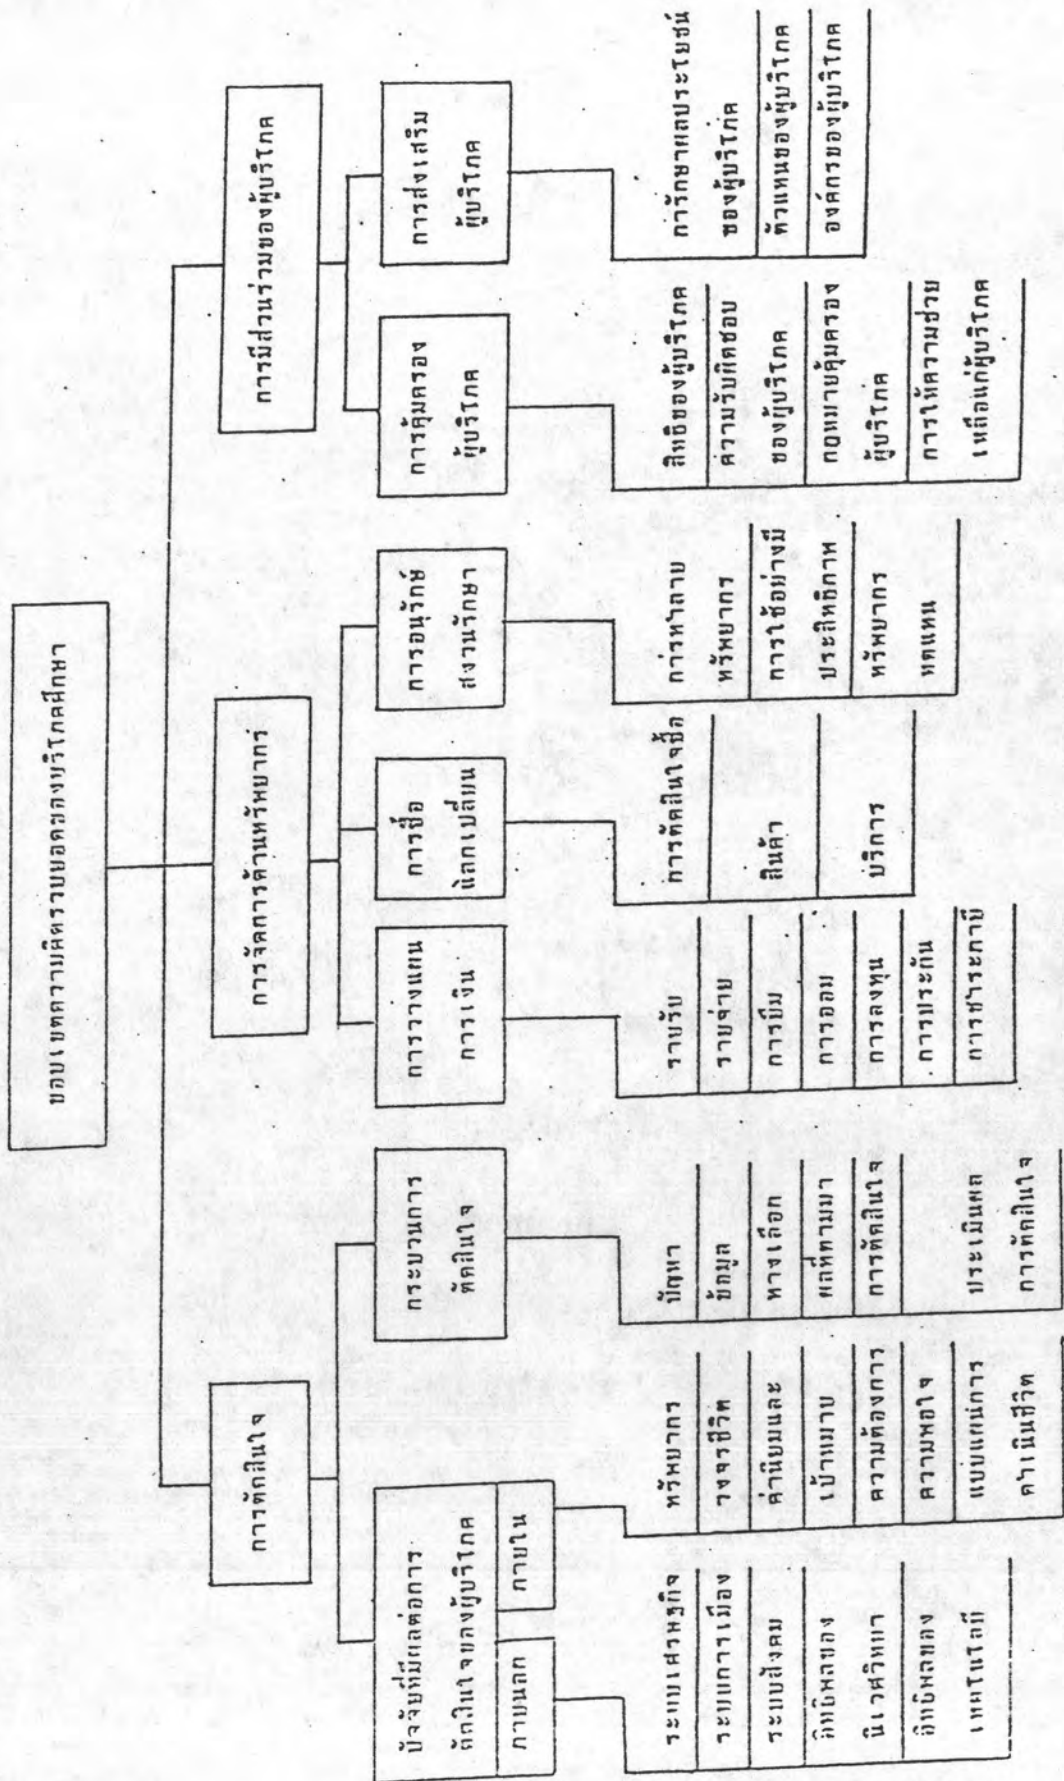 ขอบเขตความคิดรวบยอดของบริโภคศึกษา
การตัดสินใจ
การจัดการด้านทรัพยากร
การมีส่วนร่วมของผู้บริโภค
ปัจจัยที่มีผลต่อการ
ตัดสินใจของผู้บริโภค
ภายนอก
ภายใน
กระบวนการ
ตัดสินใจ
การวางแผน
การเงิน
การซื้อ
แลกเปลี่ยน
การอนุรักษ์
สงวนรักษา
การคุ้มครอง
ผู้บริโภค
การส่งเสริม
ผู้บริโภค
ระบบเศรษฐกิจ
ระบบการเมือง
ระบบสังคม
อิทธิพลของ
นิเวศวิทยา
อิทธิพลของ
เทคโนโลยี
ทรัพยากร
วงจรชีวิต
ค่านิยมและ
เป้าหมาย
ความต้องการ
ความพอใจ
แบบแผนการ
ดำเนินชีวิต
ปัญหา
ข้อมูล
ทางเลือก
ผลที่ตามมา
การตัดสินใจ
ประเมินผล
การตัดสินใจ
รายรับ
รายจ่าย
การยืม
การออม
การลงทุน
การประกัน
การชำระภาษี
การตัดสินใจซื้อ
สินค้า
บริการ
การทำลาย
ทรัพยากร
การใช้อย่างมี
ประสิทธิภาพ
ทรัพยากร
ทดแทน
สิทธิของผู้บริโภค
ความรับผิดชอบ
ของผู้บริโภค
กฎหมายคุ้มครอง
ผู้บริโภค
การให้ความช่วย
เหลือแก่ผู้บริโภค
การรักษาผลประโยชน์
ของผู้บริโภค
ตัวแทนของผู้บริโภค
องค์กรของผู้บริโภค